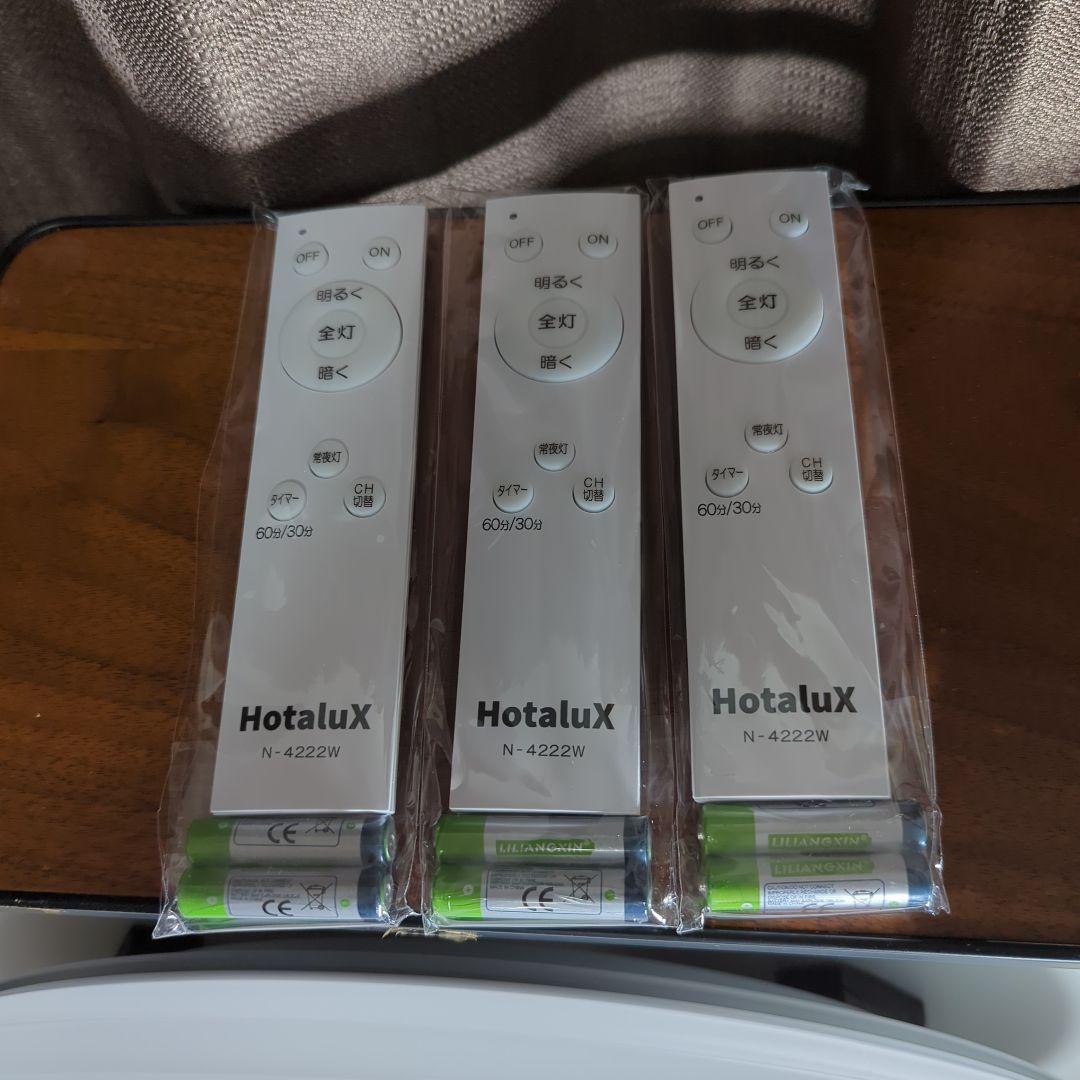 OFF ON
明るく
全灯
暗く
常夜灯
タイマー
CH
切替
60分/30分
HotaluX
N-4222W
CE
CE
OFF ON
明るく
全灯
暗く
常夜灯
タイマー
CH
切替
60分/30分
HotaluX
N-4222W
LILIANGXIN
CE
OFF ON
明るく
全灯
暗く
常夜灯
タイマー
CH
切替
60分/30分
HotaluX
N-4222W
LILIANGXIN®
LILIANGXIN®